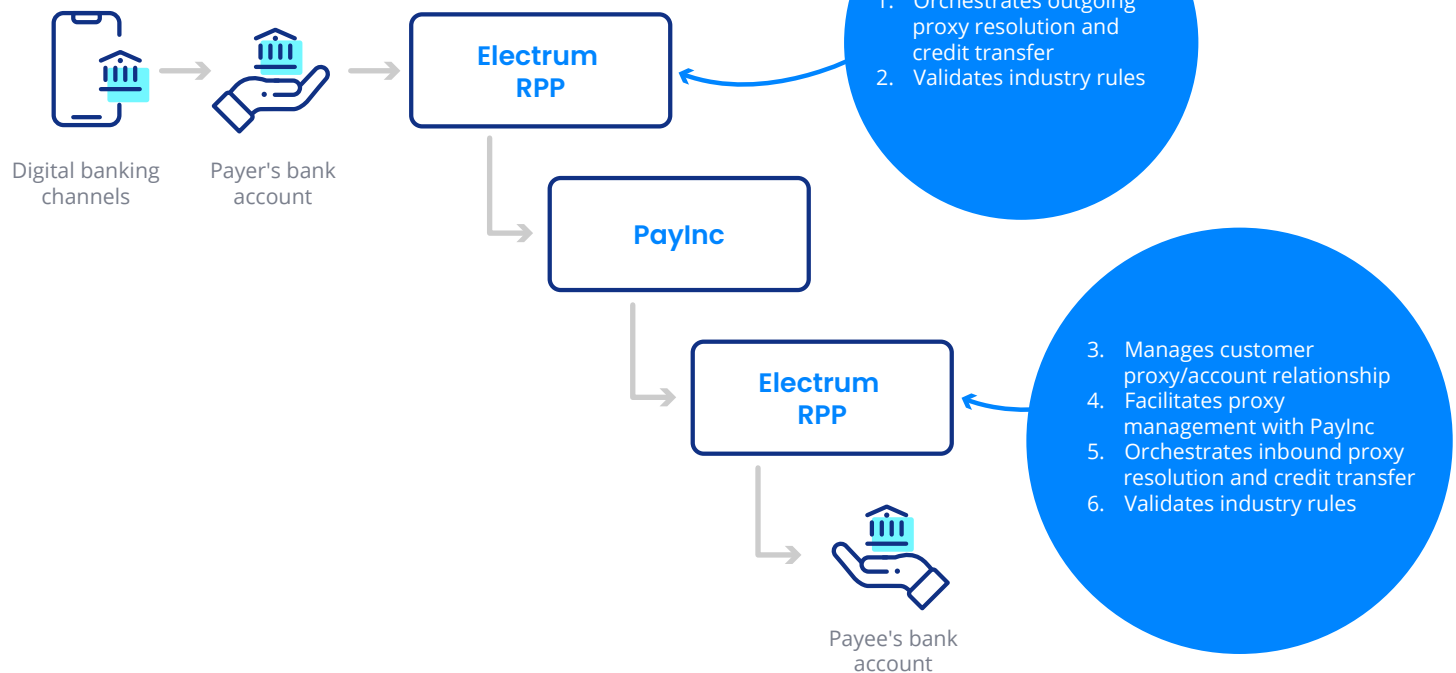 1. Orchestrates outgoing
proxy resolution and
credit transfer
2. Validates industry rules
Electrum
RPP
Digital banking
channels
Payer's bank
account
PayInc
Electrum
RPP
3. Manages customer
proxy/account relationship
4. Facilitates proxy
management with PayInc
5. Orchestrates inbound proxy
resolution and credit transfer
6. Validates industry rules
Payee's bank
account